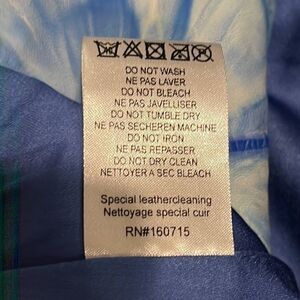 DO NOT WASH
NE PAS LAVER
DO NOT BLEACH
NE PAS JAVELLISER
DO NOT TUMBLE DRY
NE PAS SECHEREN MACHINE
DO NOT IRON
NE PAS REPASSER
DO NOT DRY CLEAN
NETTOYER A SEC BLEACH
Special leathercleaning
Nettoyage special cuir
RN#160715